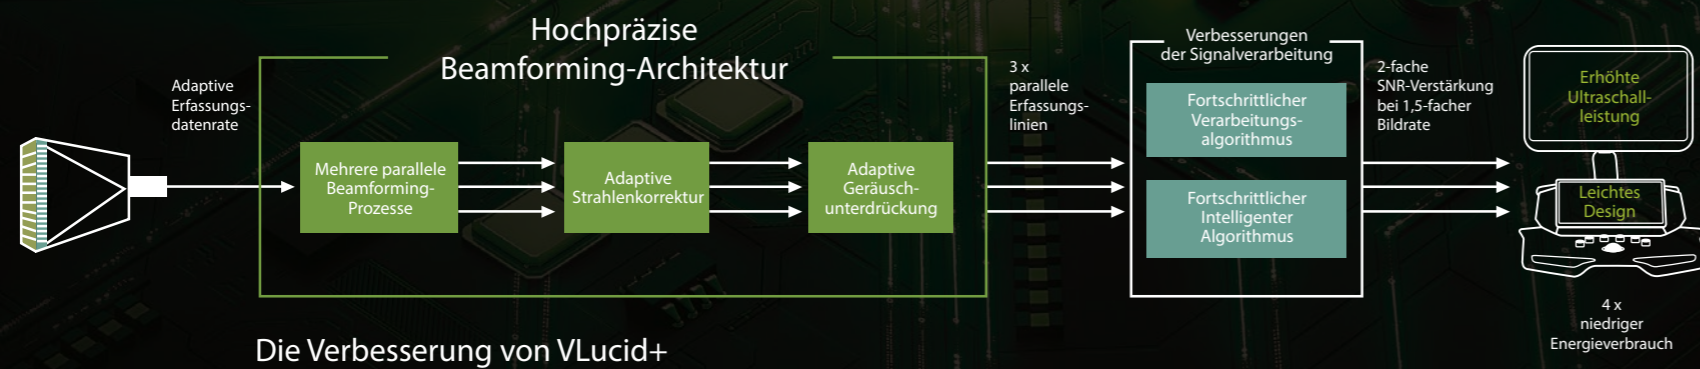 Hochpräzise
Beamforming-Architektur
Adaptive
Erfassungs-
datenrate
Mehrere parallele
Beamforming-
Prozesse
Adaptive
Strahlenkorrektur
Adaptive
Geräusch-
unterdrückung
3 x
parallele
Erfassungs-
linien
Verbesserungen
der Signalverarbeitung
Fortschrittlicher
Verarbeitungs-
algorithmus
Fortschrittlicher
Intelligenter
Algorithmus
2-fache
SNR-Verstärkung
bei 1,5-facher
Bildrate
Erhöhte
Ultraschall-
leistung
Leichtes
Design
4 x
niedriger
Energieverbrauch
Die Verbesserung von VLucid+